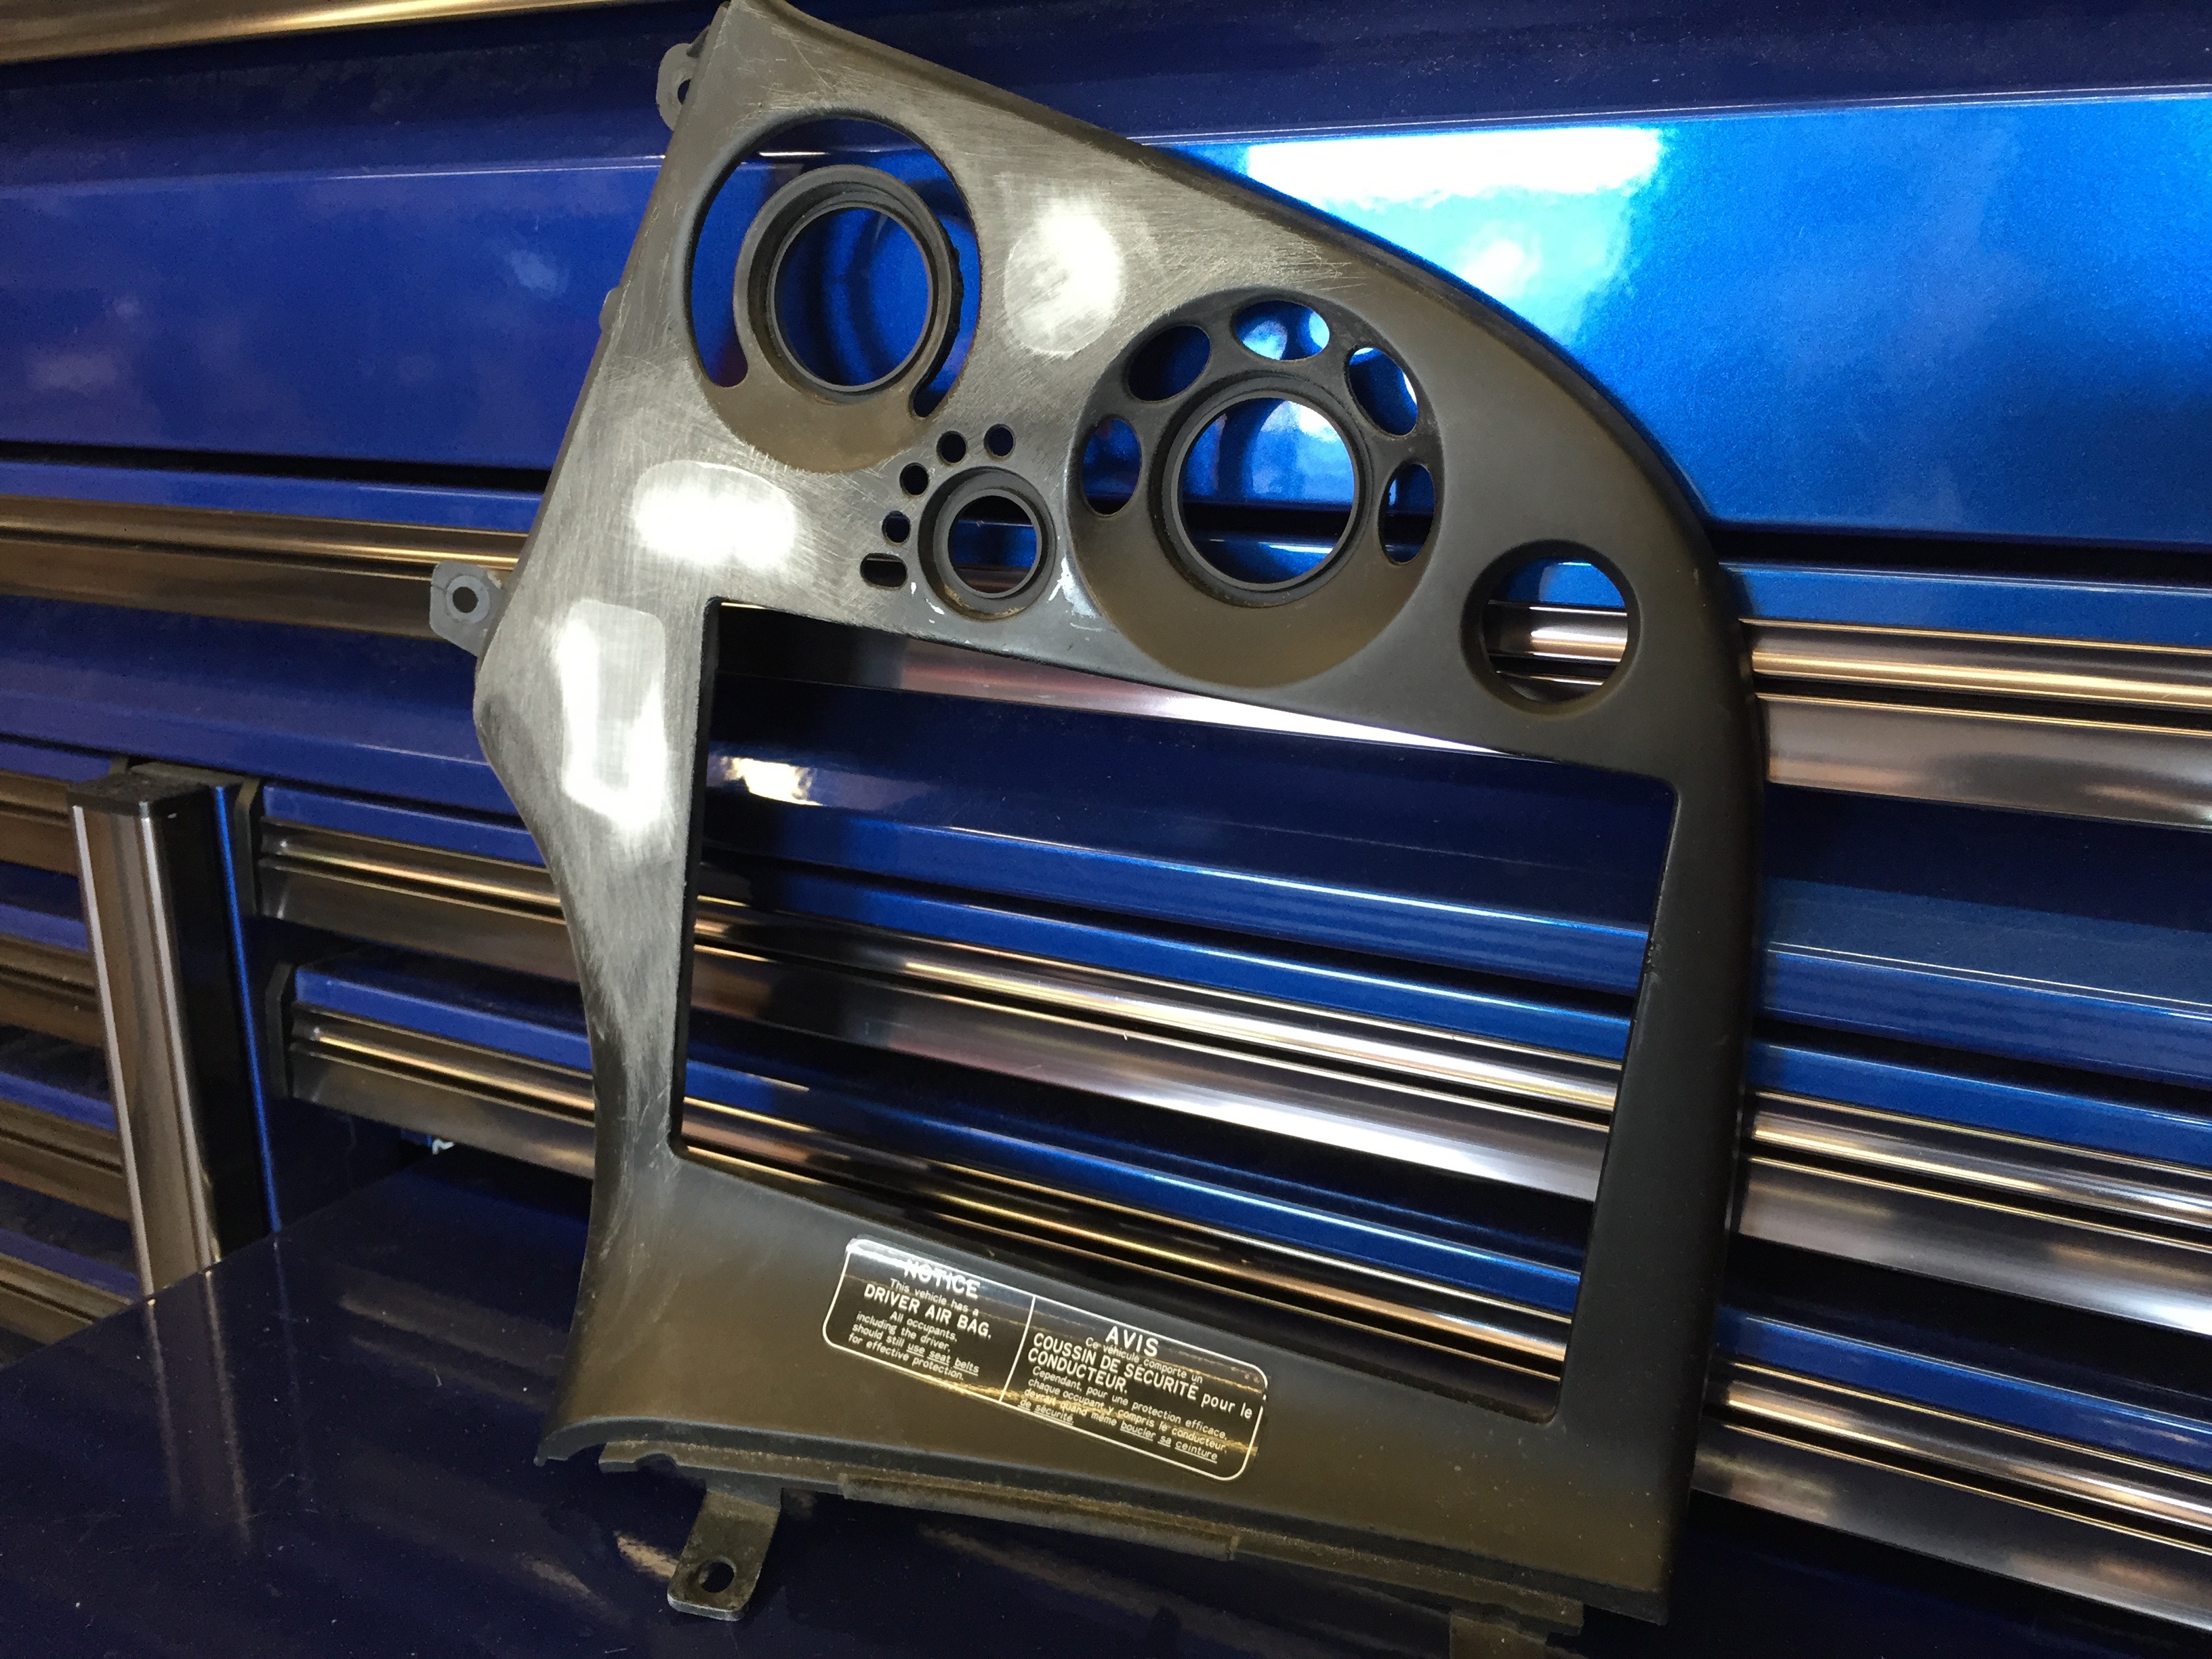 NOTICE
This vehicle has a
DRIVER AIR BAG.
All occupants,
including the driver,
should still use seat belts
for effective protection.
AVIS
Ce véhicule comporte un
COUSSIN DE SÉCURITÉ pour le
CONDUCTEUR.
Cependant, pour une protection efficace,
chaque occupant, y compris le conducteur,
devrait quand même boucler sa ceinture
de sécurité.